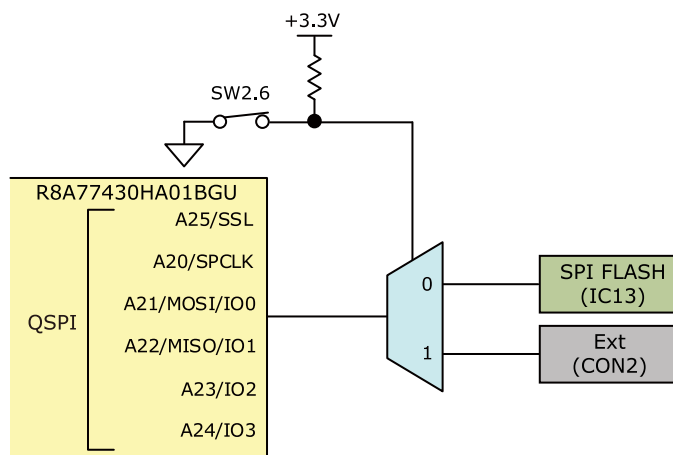 +3.3V
SW2.6
R8A77430HA01BGU
A25/SSL
A20/SPCLK
A21/MOSI/IO0
QSPI
A22/MISO/IO1
A23/IO2
A24/IO3
0
1
SPI FLASH
(IC13)
Ext
(CON2)